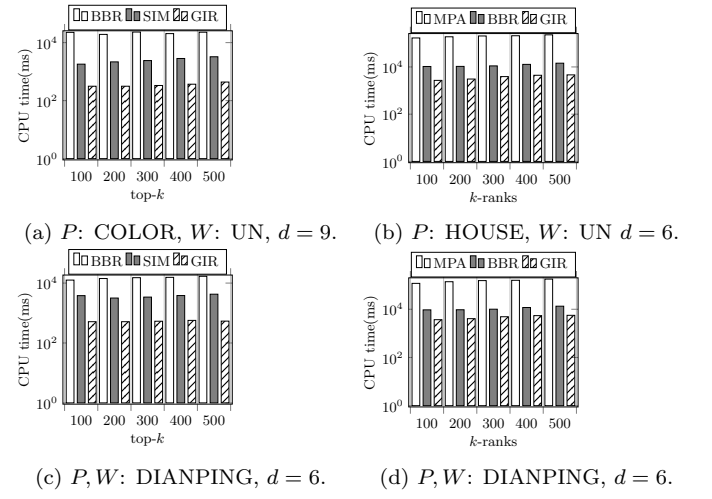 BBR SIM GIR
CPU time(ms)
10^4
10^2
10^0
100 200 300 400 500
top-k
(a) P: COLOR, W: UN, d = 9.
MPA BBR GIR
CPU time(ms)
10^4
10^2
10^0
100 200 300 400 500
k-ranks
(b) P: HOUSE, W: UN d = 6.
BBR SIM GIR
CPU time(ms)
10^4
10^2
10^0
100 200 300 400 500
top-k
(c) P, W: DIANPING, d = 6.
MPA BBR GIR
CPU time(ms)
10^4
10^2
10^0
100 200 300 400 500
k-ranks
(d) P, W: DIANPING, d = 6.